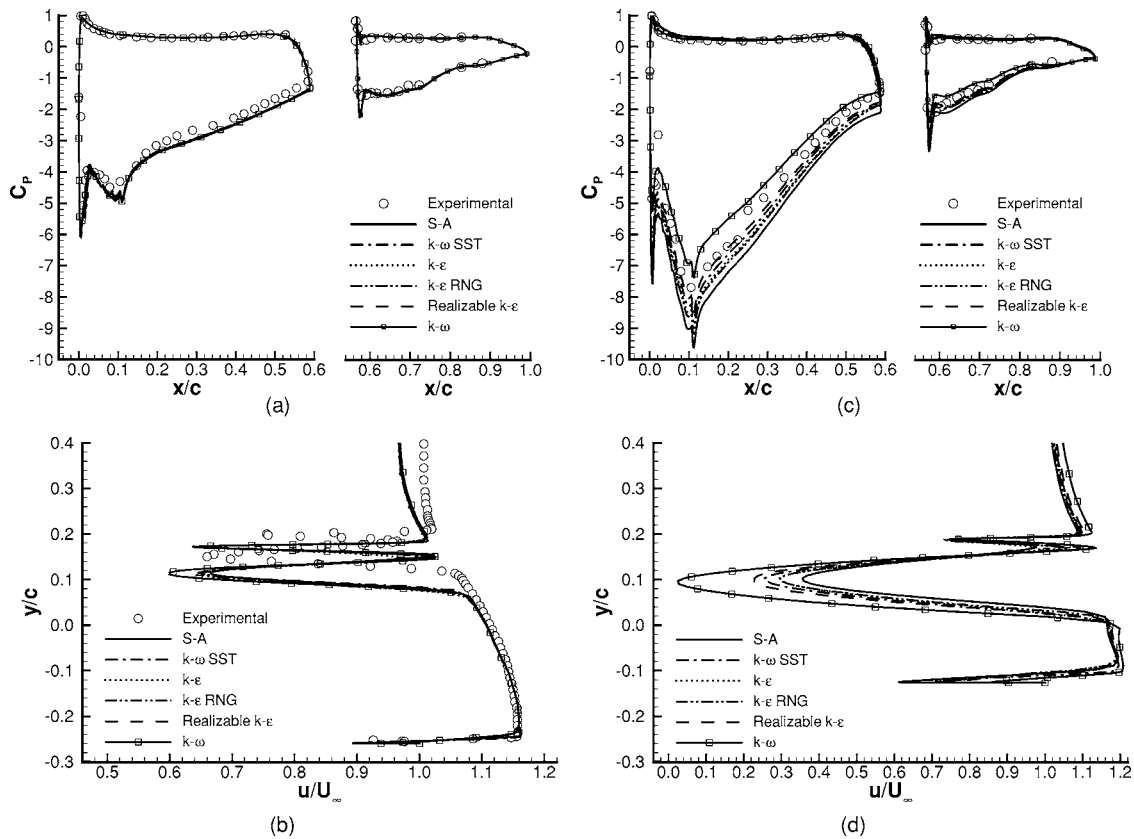 1
0
-1
-2
-3
-4
-5
-6
-7
-8
-9
-10
C_P
0.0 0.1 0.2 0.3 0.4 0.5 0.6
x/c
0.6 0.7 0.8 0.9 1.0
x/c
Experimental
S-A
k-ω SST
k-ε
k-ε RNG
Realizable k-ε
k-ω
(a)
1
0
-1
-2
-3
-4
-5
-6
-7
-8
-9
-10
C_P
0.0 0.1 0.2 0.3 0.4 0.5 0.6
x/c
0.6 0.7 0.8 0.9 1.0
x/c
Experimental
S-A
k-ω SST
k-ε
k-ε RNG
Realizable k-ε
k-ω
(c)
0.4
0.3
0.2
0.1
0.0
-0.1
-0.2
-0.3
y/c
Experimental
S-A
k-ω SST
k-ε
k-ε RNG
Realizable k-ε
k-ω
0.5 0.6 0.7 0.8 0.9 1.0 1.1 1.2
u/U_∞
(b)
0.4
0.3
0.2
0.1
0.0
-0.1
-0.2
-0.3
y/c
S-A
k-ω SST
k-ε
k-ε RNG
Realizable k-ε
k-ω
0.0 0.1 0.2 0.3 0.4 0.5 0.6 0.7 0.8 0.9 1.0 1.1 1.2
u/U_∞
(d)